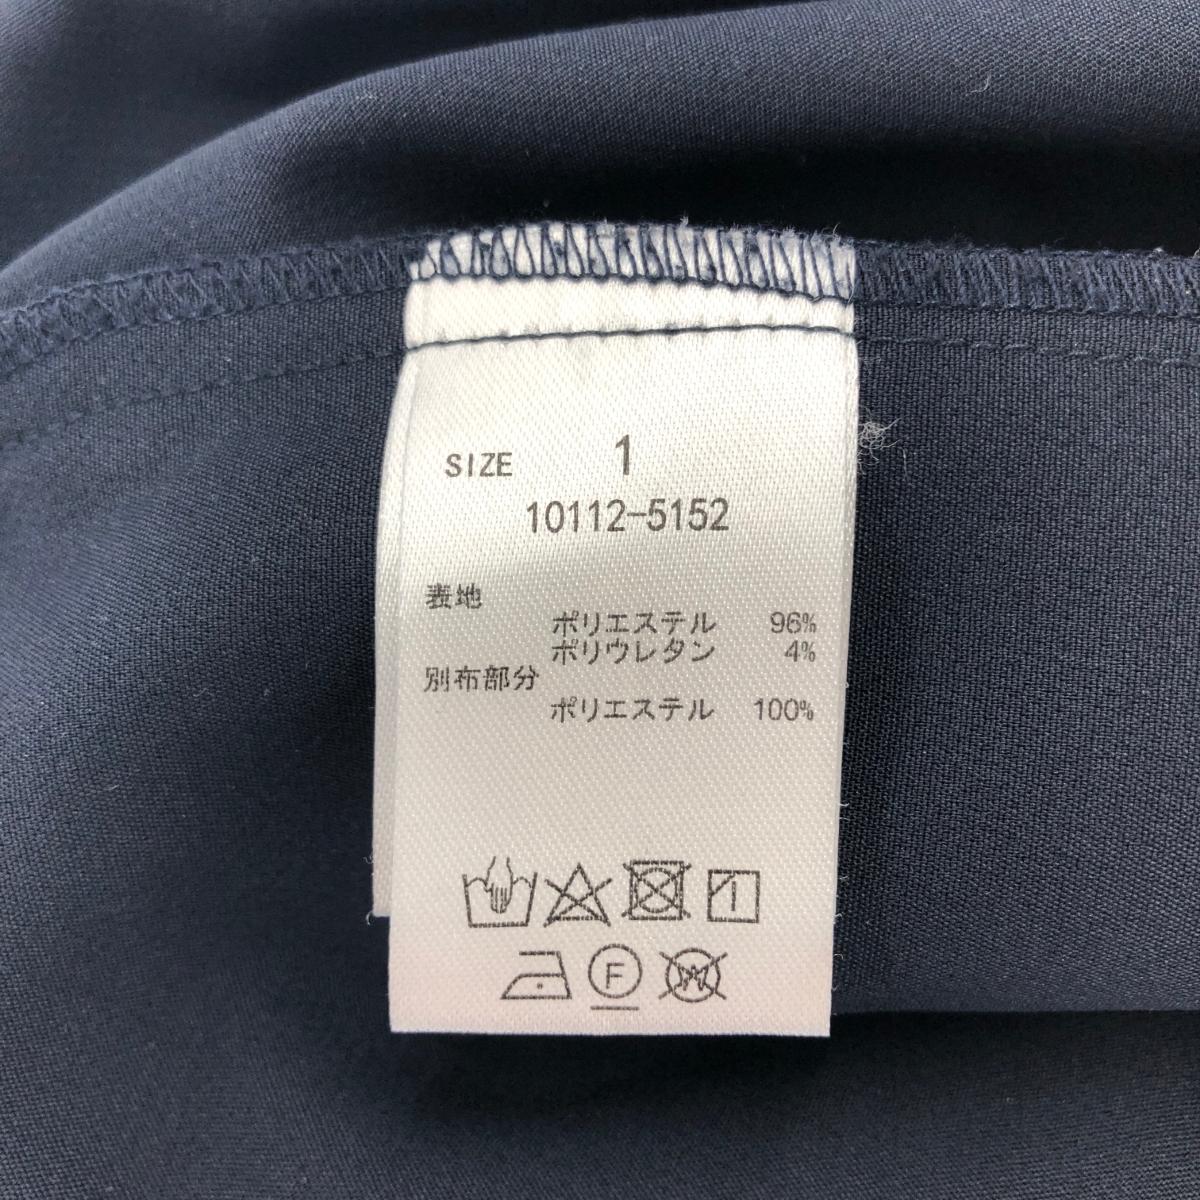 SIZE 1
10112-5152
表地
ポリエステル 96%
ポリウレタン 4%
別布部分
ポリエステル 100%
F
W